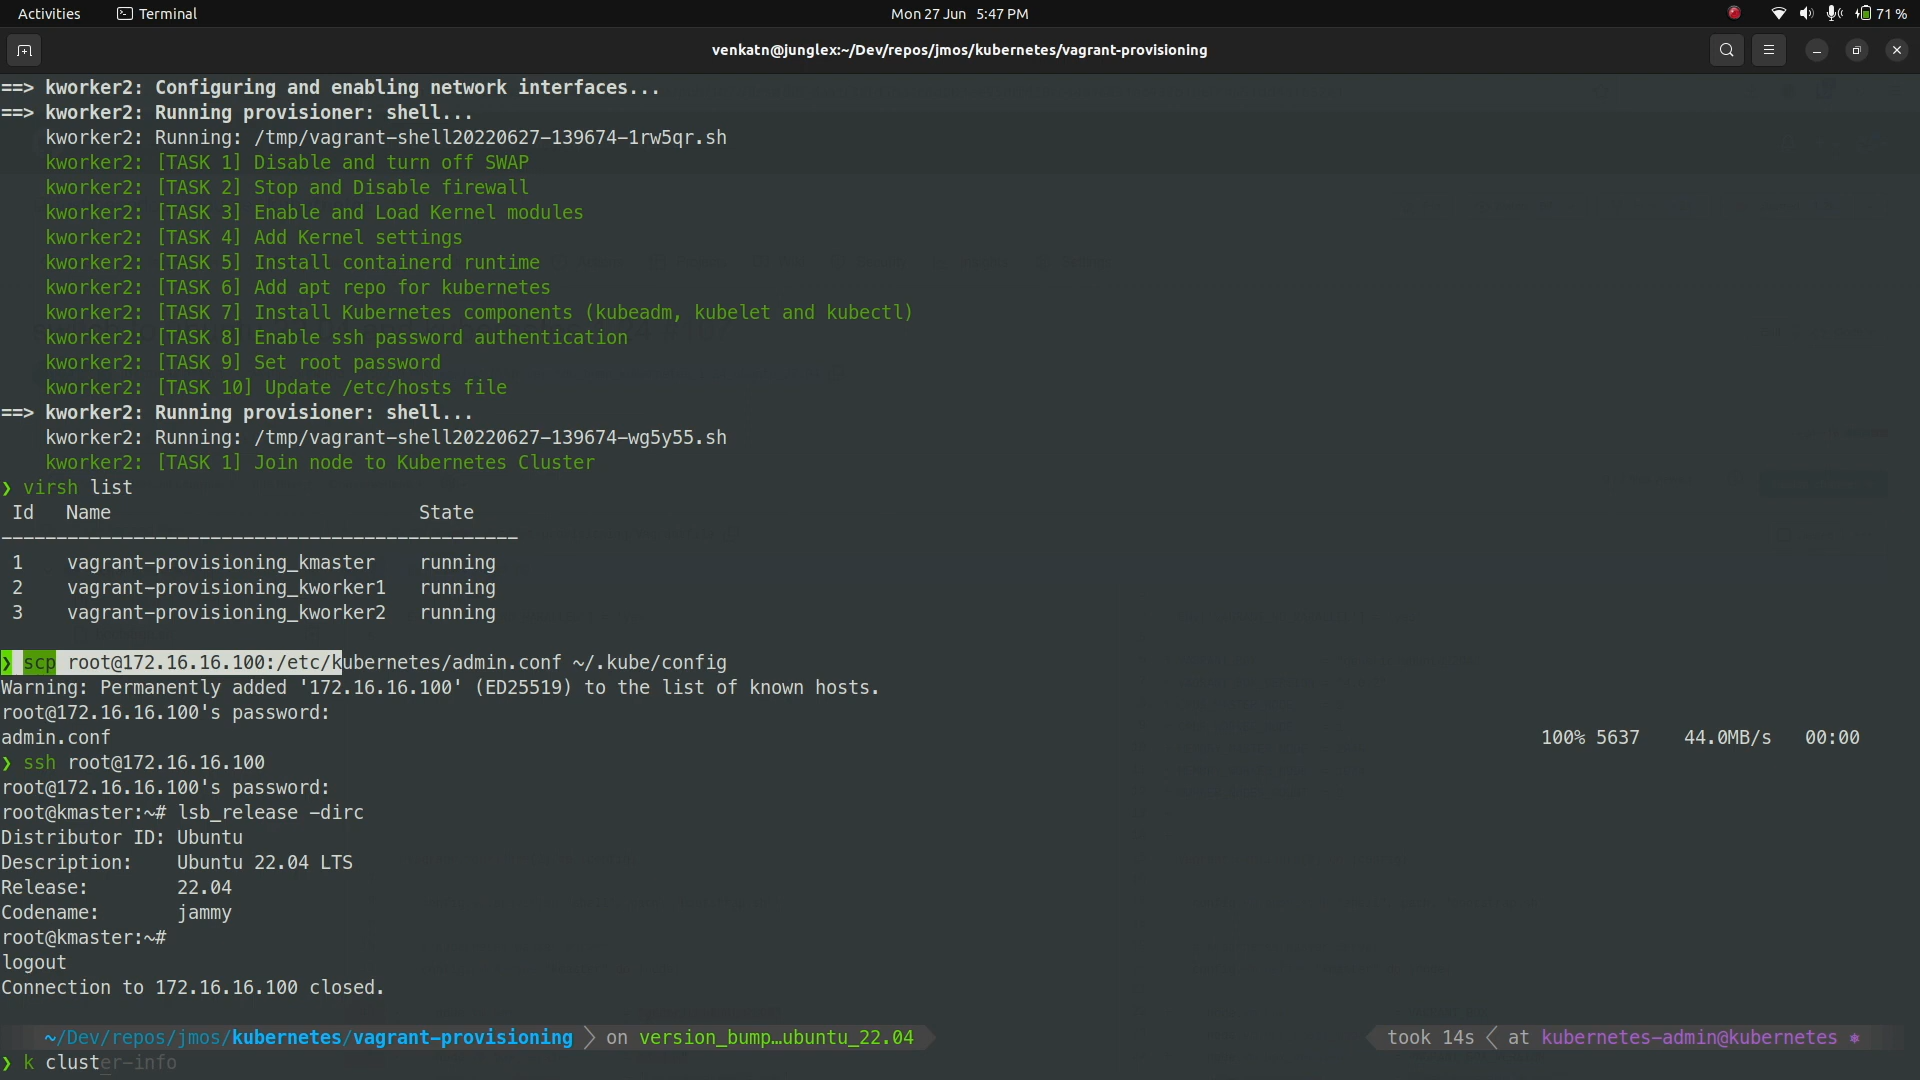 Activities Terminal Mon 27 Jun 5:47 PM 71 %
venkatn@junglex:~/Dev/repos/jmos/kubernetes/vagrant-provisioning
==> kworker2: Configuring and enabling network interfaces...
==> kworker2: Running provisioner: shell...
kworker2: Running: /tmp/vagrant-shell20220627-139674-1rw5qr.sh
kworker2: [TASK 1] Disable and turn off SWAP
kworker2: [TASK 2] Stop and Disable firewall
kworker2: [TASK 3] Enable and Load Kernel modules
kworker2: [TASK 4] Add Kernel settings
kworker2: [TASK 5] Install containerd runtime
kworker2: [TASK 6] Add apt repo for kubernetes
kworker2: [TASK 7] Install Kubernetes components (kubeadm, kubelet and kubectl)
kworker2: [TASK 8] Enable ssh password authentication
kworker2: [TASK 9] Set root password
kworker2: [TASK 10] Update /etc/hosts file
==> kworker2: Running provisioner: shell...
kworker2: Running: /tmp/vagrant-shell20220627-139674-wg5y55.sh
kworker2: [TASK 1] Join node to Kubernetes Cluster
❯ virsh list
Id Name State
-----------------------------------------------
1 vagrant-provisioning_kmaster running
2 vagrant-provisioning_kworker1 running
3 vagrant-provisioning_kworker2 running
❯ scp root@172.16.16.100:/etc/kubernetes/admin.conf ~/.kube/config
Warning: Permanently added '172.16.16.100' (ED25519) to the list of known hosts.
root@172.16.16.100's password:
admin.conf 100% 5637 44.0MB/s 00:00
❯ ssh root@172.16.16.100
root@172.16.16.100's password:
root@kmaster:~# lsb_release -dirc
Distributor ID: Ubuntu
Description: Ubuntu 22.04 LTS
Release: 22.04
Codename: jammy
root@kmaster:~#
logout
Connection to 172.16.16.100 closed.
~/Dev/repos/jmos/kubernetes/vagrant-provisioning on version_bump…ubuntu_22.04 took 14s at kubernetes-admin@kubernetes ⎈
❯ k cluster-info